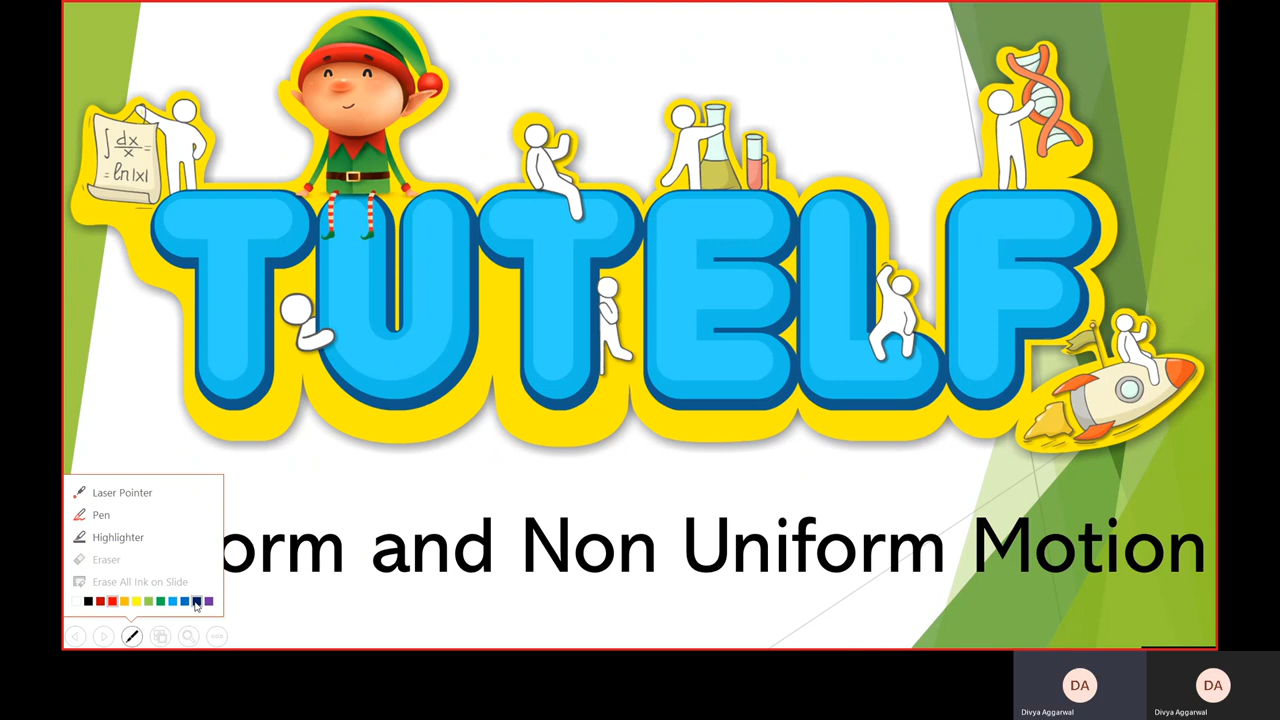 ∫ dx/x =
= ln|x|
TUTELF
orm and Non Uniform Motion
Laser Pointer
Pen
Highlighter
Eraser
Erase All Ink on Slide
DA
DA
Divya Aggarwal
Divya Aggarwal